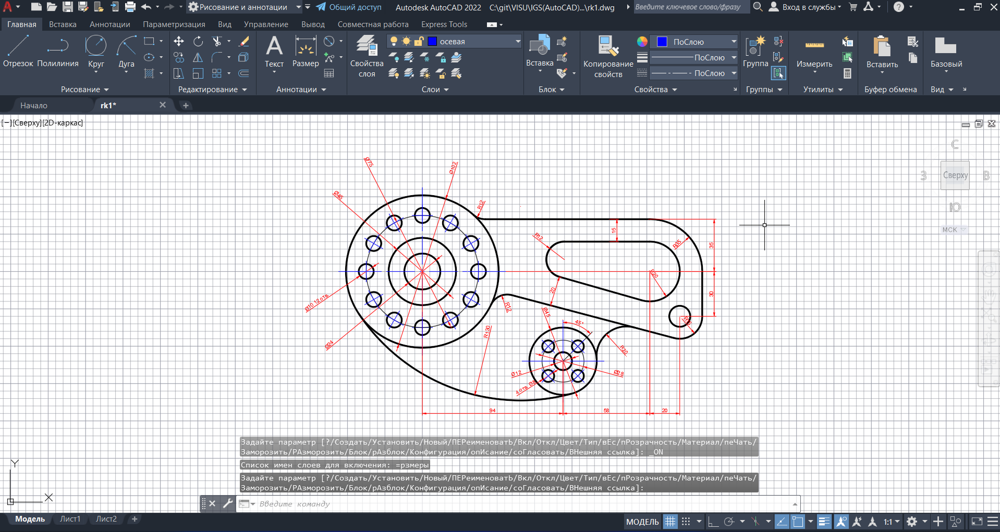 Рисование и аннотации
Общий доступ
Autodesk AutoCAD 2022 C:\git\VISU\IGS(AutoCAD)...\rk1.dwg
Введите ключевое слово/фразу
Вход в службы
Главная
Вставка
Аннотации
Параметризация
Вид
Управление
Вывод
Совместная работа
Express Tools
осевая
ПоСлою
ПоСлою
ПоСлою
Отрезок
Полилиния
Круг
Дуга
Текст
Размер
Свойства
слоя
Вставка
Копирование
свойств
Группа
Измерить
Вставить
Базовый
Рисование
Редактирование
Аннотации
Слои
Блок
Свойства
Группы
Утилиты
Буфер обмена
Вид
Начало
rk1*
[−][Сверху][2D-каркас]
С
З
Сверху
В
Ю
МСК
Ø75
Ø102
Ø45
R12
15
R12
R35
35
R20
20
30
Ø10 12отв
R12
Ø45
45°
R130
Ø24
R20
Ø12
Ø28
4 отв Ø8
94
58
20
Задайте параметр [?/Создать/Установить/Новый/ПЕРеименоватЬ/Вкл/Откл/Цвет/Тип/вЕс/пРозрачность/Материал/пеЧать/
Заморозить/РАзморозить/Блок/рАзблок/Конфигурация/опИсание/соГласовать/ВНешняя ссылка]: _ON
Список имен слоев для включения: =рзмеры
Задайте параметр [?/Создать/Установить/Новый/ПЕРеименоватЬ/Вкл/Откл/Цвет/Тип/вЕс/пРозрачность/Материал/пеЧать/
Заморозить/РАзморозить/Блок/рАзблок/Конфигурация/опИсание/соГласовать/ВНешняя ссылка]:
Y
X
Введите команду
Модель
Лист1
Лист2
МОДЕЛЬ
1:1